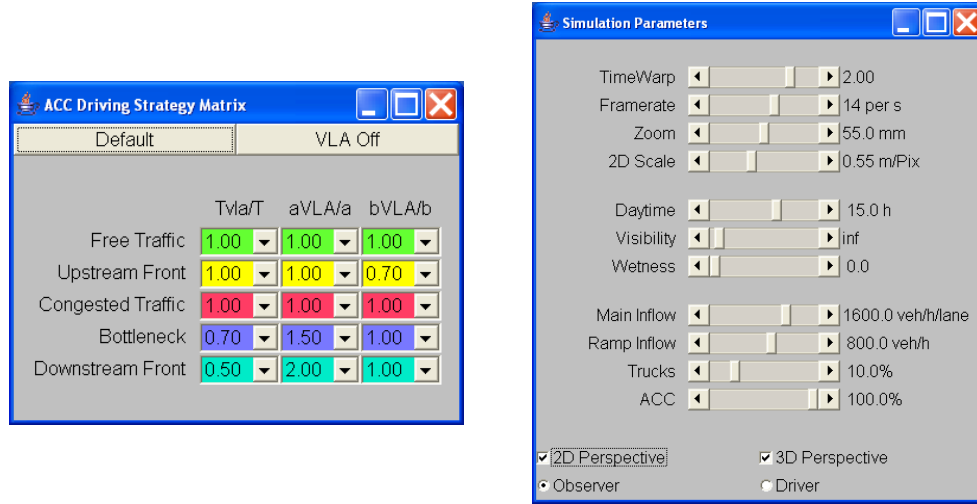 ACC Driving Strategy Matrix
Default VLA Off
Tvla/T aVLA/a bVLA/b
Free Traffic 1.00 1.00 1.00
Upstream Front 1.00 1.00 0.70
Congested Traffic 1.00 1.00 1.00
Bottleneck 0.70 1.50 1.00
Downstream Front 0.50 2.00 1.00
Simulation Parameters
TimeWarp 2.00
Framerate 14 per s
Zoom 55.0 mm
2D Scale 0.55 m/Pix
Daytime 15.0 h
Visibility inf
Wetness 0.0
Main Inflow 1600.0 veh/h/lane
Ramp Inflow 800.0 veh/h
Trucks 10.0%
ACC 100.0%
2D Perspective 3D Perspective
Observer Driver